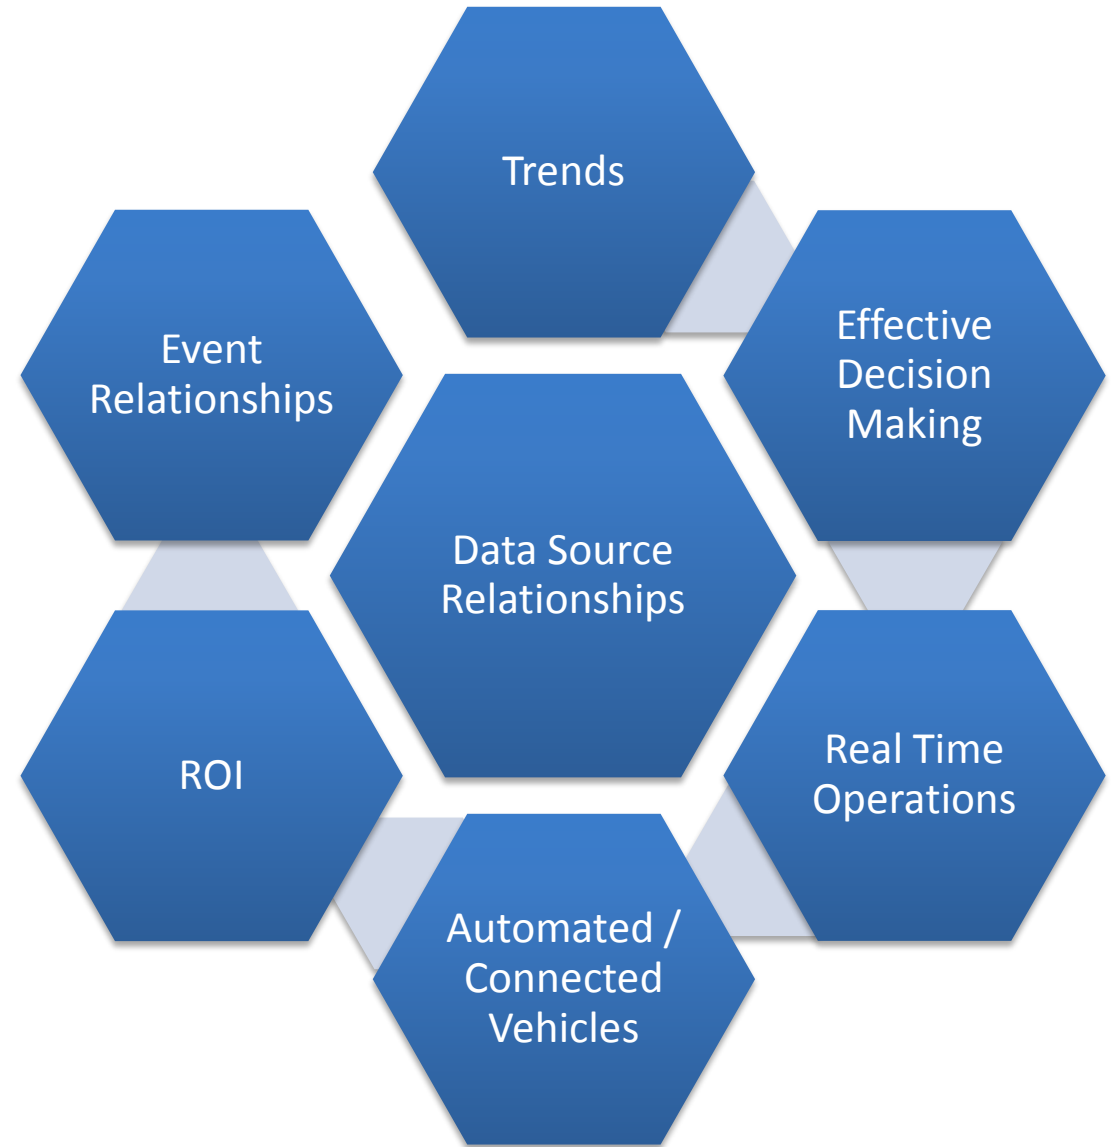 Trends
Effective
Decision
Making
Event
Relationships
Data Source
Relationships
Real Time
Operations
ROI
Automated /
Connected
Vehicles